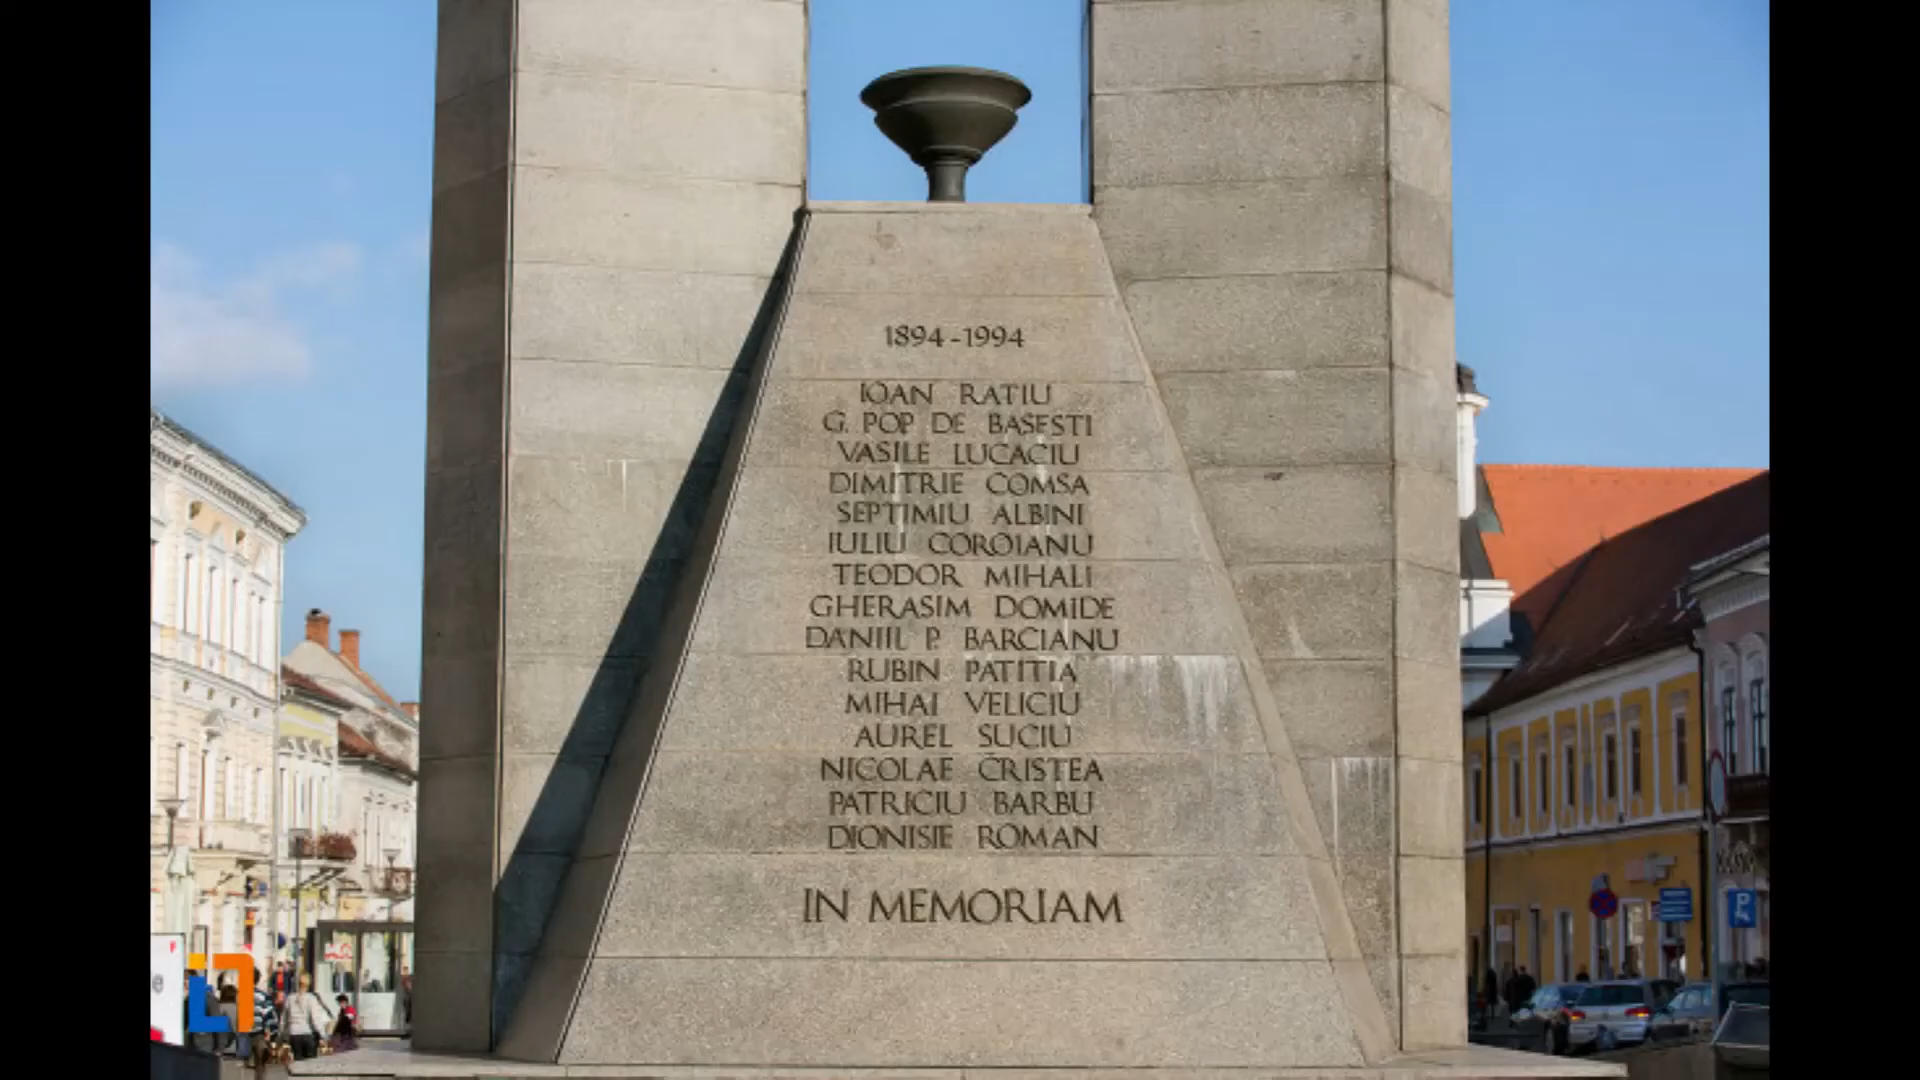 1894-1994
IOAN RATIU
G. POP DE BASESTI
VASILE LUCACIU
DIMITRIE COMSA
SEPTIMIU ALBINI
IULIU COROIANU
TEODOR MIHALI
GHERASIM DOMIDE
DANIIL P. BARCIANU
RUBIN PATITIA
MIHAI VELICIU
AUREL SUCIU
NICOLAE CRISTEA
PATRICIU BARBU
DIONISIE ROMAN
IN MEMORIAM
P